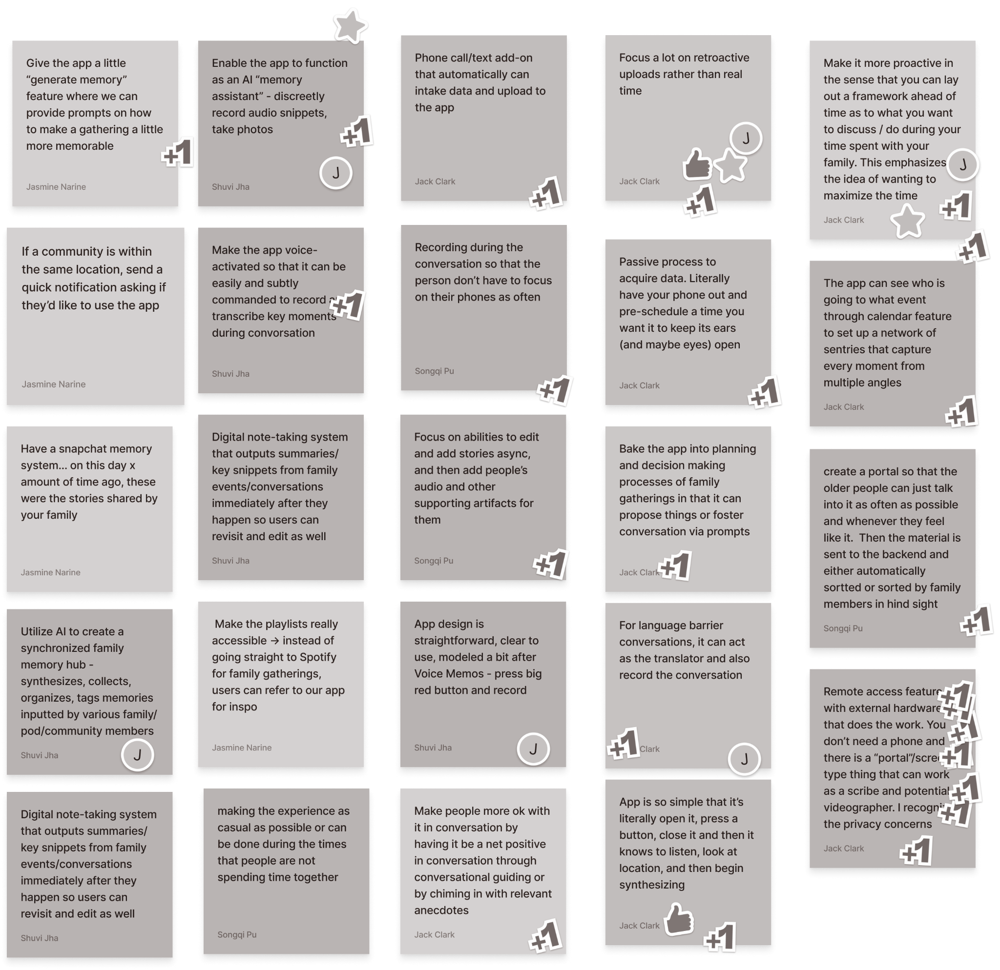 Give the app a little
“generate memory”
feature where we can
provide prompts on how
to make a gathering a little
more memorable
+1
Jasmine Narine
If a community is within
the same location, send a
quick notification asking if
they’d like to use the app
Jasmine Narine
Have a snapchat memory
system... on this day x
amount of time ago, these
were the stories shared by
your family
Jasmine Narine
Utilize AI to create a
synchronized family
memory hub -
synthesizes, collects,
organizes, tags memories
inputted by various family/
pod/community members
Shuvi Jha
J
Digital note-taking system
that outputs summaries/
key snippets from family
events/conversations
immediately after they
happen so users can
revisit and edit as well
Shuvi Jha
Enable the app to function
as an AI “memory
assistant” - discreetly
record audio snippets,
take photos
+1
J
Shuvi Jha
Make the app voice-
activated so that it can be
easily and subtly
commanded to record
+1
transcribe key moments
during convorsation
Shuvi Jha
Digital note-taking system
that outputs summaries/
key snippets from family
events/conversations
immediately after they
happen so users can
revisit and edit as well
Shuvi Jha
Make the playlists really
accessible → instead of
going straight to Spotify
for family gatherings,
users can refer to our app
for inspo
Jasmine Narine
making the experience as
casual as possible or can
be done during the times
that people are not
spending time together
Songqi Pu
Phone call/text add-on
that automatically can
intake data and upload to
the app
Jack Clark
+1
Recording during the
conversation so that the
person don’t have to focus
on their phones as often
Songqi Pu
+1
Focus on abilities to edit
and add stories async,
and then add people’s
audio and other
supporting artifacts for
them
Songqi Pu
+1
App design is
straightforward, clear to
use, modeled a bit after
Voice Memos - press big
red button and record
Shuvi Jha
J
Make people more ok with
it in conversation by
having it be a net positive
in conversation through
conversational guiding or
by chiming in with relevant
anecdotes
Jack Clark
+1
Focus a lot on retroactive
uploads rather than real
time
J
Jack Clark
+1
Passive process to
acquire data. Literally
have your phone out and
pre-schedule a time you
want it to keep its ears
(and maybe eyes) open
Jack Clark
+1
Bake the app into planning
and decision making
processes of family
gatherings in that it can
propose things or foster
conversation via prompts
Jack Clark
+1
For language barrier
conversations, it can act
as the translator and also
record the conversation
+1
Clark
J
App is so simple that it’s
literally open it, press a
button, close it and then it
knows to listen, look at
location, and then begin
synthesizing
Jack Clark
+1
Make it more proactive in
the sense that you can lay
out a framework ahead of
time as to what you want
to discuss / do during your
time spent with your
family. This emphasizes
the idea of wanting to
maximize the time
J
+1
Jack Clark
+1
The app can see who is
going to what event
through calendar feature
to set up a network of
sentries that capture
every moment from
multiple angles
Jack Clark
+1
create a portal so that the
older people can just talk
into it as often as possible
and whenever they feel
like it. Then the material is
sent to the backend and
either automatically
sortted or sorted by family
members in hind sight
Songqi Pu
+1
Remote access feature
with external hardware
that does the work. You
don’t need a phone and
there is a “portal”/
type thing that can work
as a scribe and potential
videographer. I
the privacy concerns
Jack Clark
+1
+1
+1
+1
+1
+1
+1